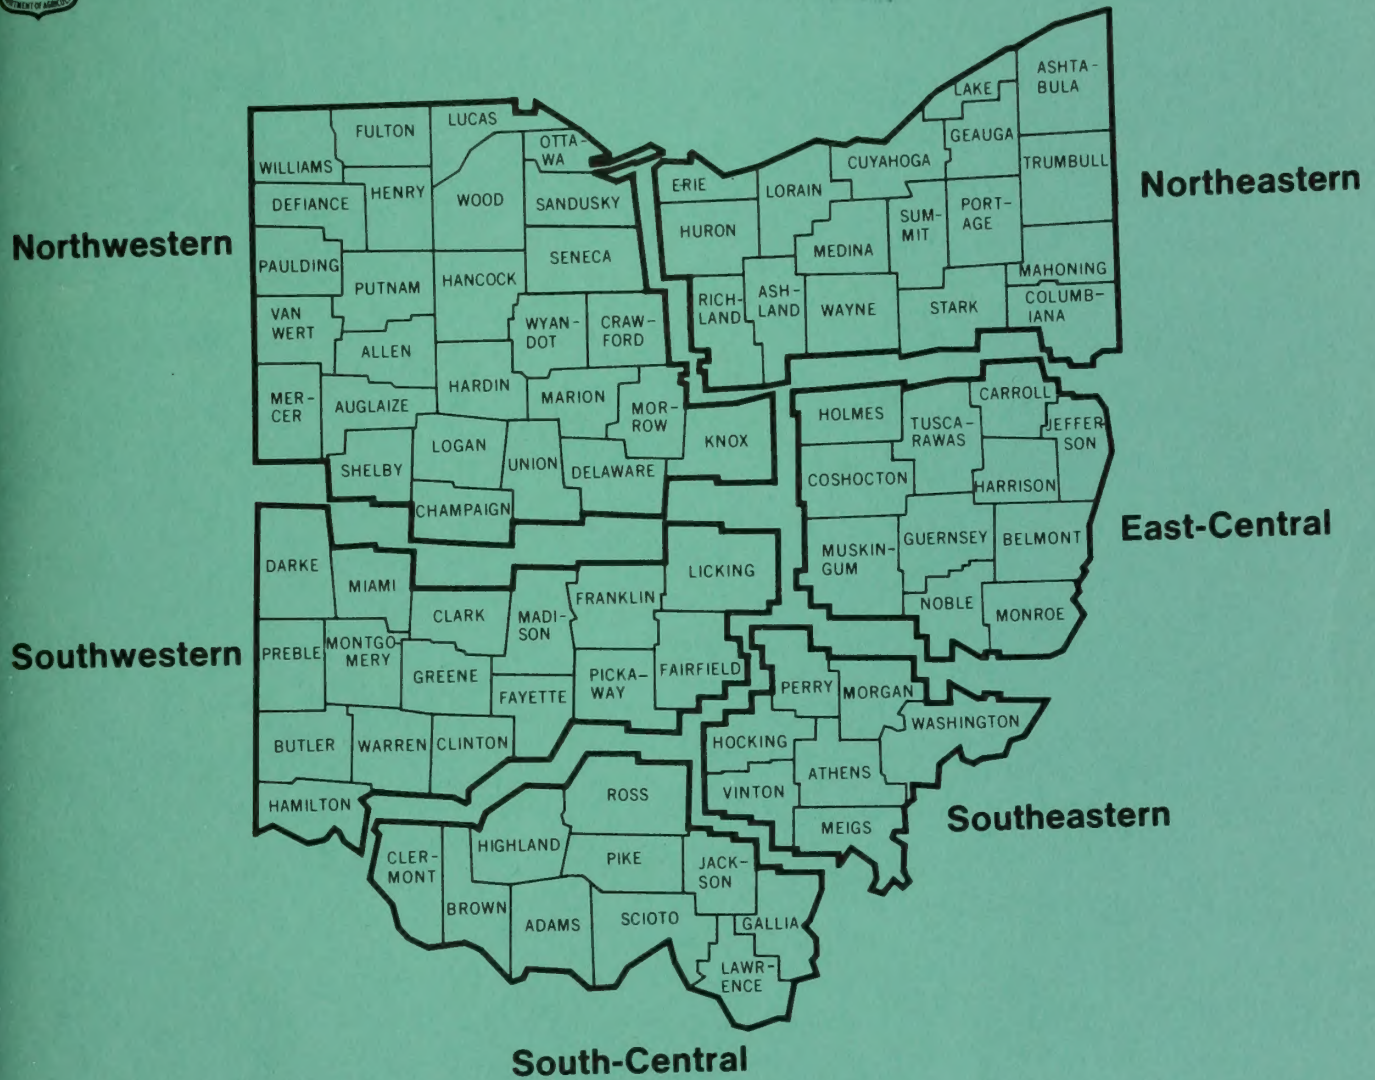 DEPARTMENT OF AGRICULTURE
ASHTA-
BULA
LAKE
LUCAS
FULTON
GEAUGA
OTTA-
WA
CUYAHOGA
TRUMBULL
WILLIAMS
Northeastern
ERIE
LORAIN
HENRY
WOOD
DEFIANCE
SANDUSKY
PORT-
AGE
SUM-
MIT
HURON
Northwestern
MEDINA
SENECA
PAULDING
MAHONING
HANCOCK
PUTNAM
ASH-
LAND
RICH-
LAND
COLUMB-
IANA
STARK
WAYNE
VAN
WERT
WYAN-
DOT
CRAW-
FORD
ALLEN
HARDIN
CARROLL
MARION
MER-
CER
AUGLAIZE
MOR-
ROW
HOLMES
TUSCA-
RAWAS
JEFFER
SON
KNOX
LOGAN
UNION
SHELBY
DELAWARE
COSHOCTON
HARRISON
CHAMPAIGN
East-Central
GUERNSEY
BELMONT
MUSKIN-
GUM
DARKE
LICKING
MIAMI
FRANKLIN
NOBLE
MONROE
CLARK
MADI-
SON
Southwestern
PREBLE
MONTGO-
MERY
FAIRFIELD
GREENE
PICKA-
WAY
PERRY
MORGAN
FAYETTE
WASHINGTON
BUTLER
WARREN
CLINTON
HOCKING
ATHENS
VINTON
ROSS
HAMILTON
Southeastern
MEIGS
HIGHLAND
PIKE
CLER-
MONT
JACK-
SON
BROWN
ADAMS
SCIOTO
GALLIA
LAWR-
ENCE
South-Central